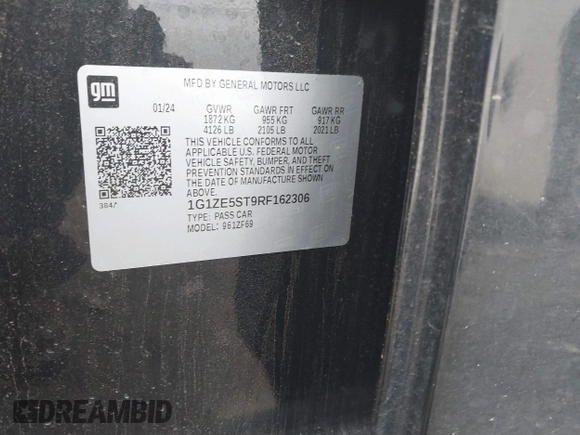 gm
MFD BY GENERAL MOTORS LLC
01/24 GVWR GAWR FRT GAWR RR
1872 KG 955 KG 917 KG
4126 LB 2105 LB 2021 LB
THIS VEHICLE CONFORMS TO ALL
APPLICABLE U.S. FEDERAL MOTOR
VEHICLE SAFETY, BUMPER, AND THEFT
PREVENTION STANDARDS IN EFFECT ON
THE DATE OF MANUFACTURE SHOWN
ABOVE.
1G1ZE5ST9RF162306
TYPE: PASS CAR
MODEL: 961ZF69
DREAMBID